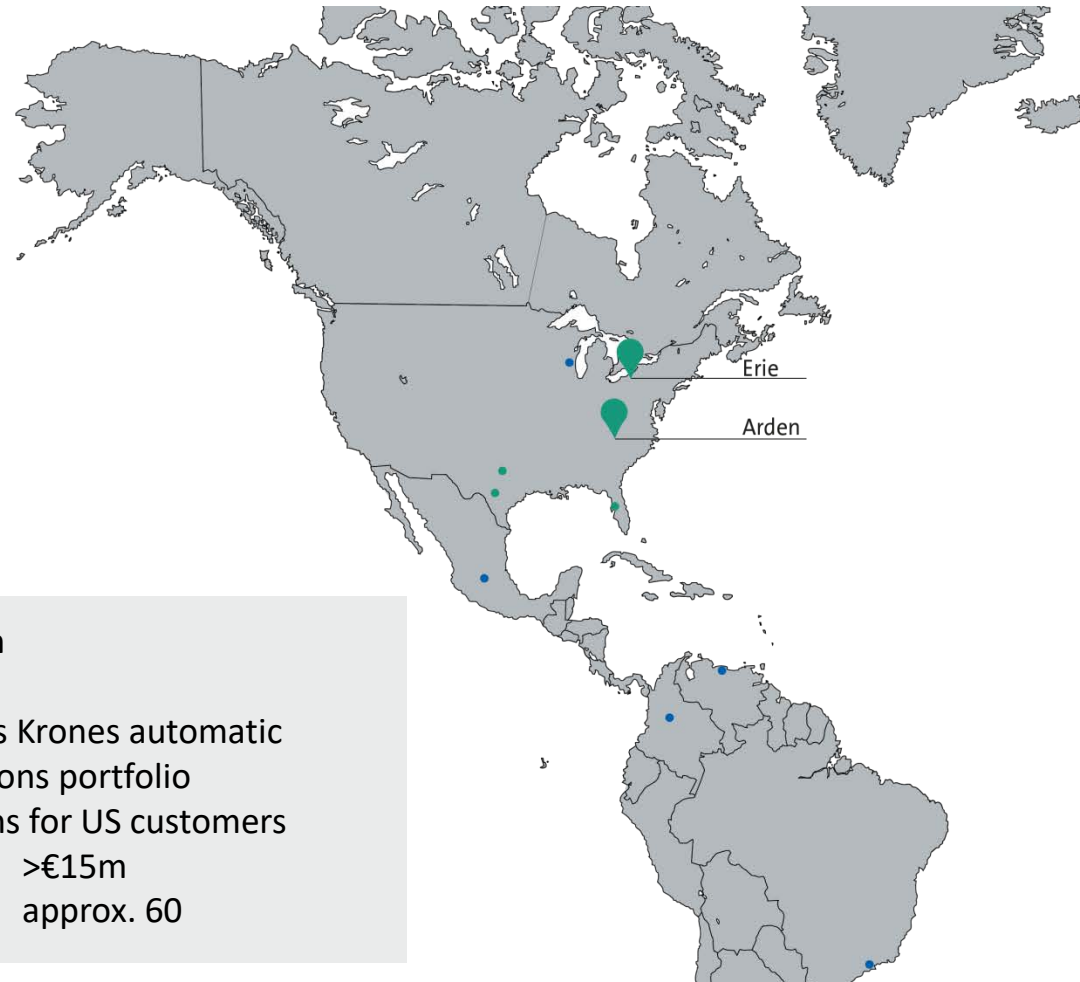 Erie
Arden
s Krones automatic
ons portfolio
ns for US customers
>€15m
approx. 60